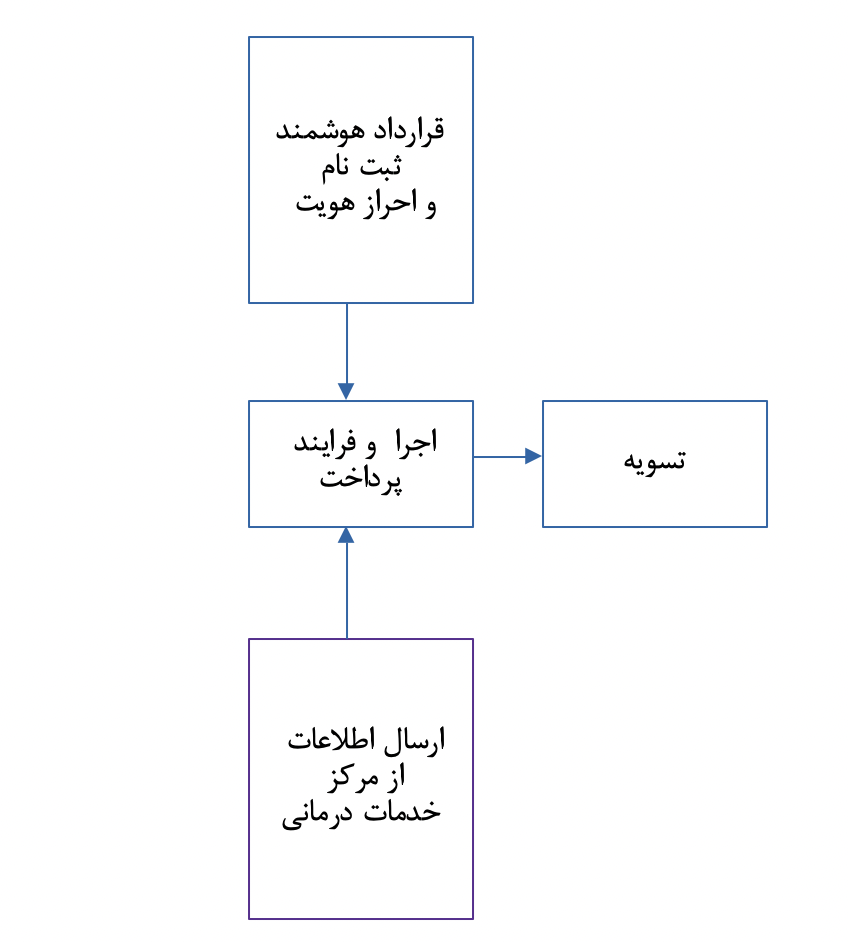 قرارداد هوشمند
ثبت نام
و احراز هویت
اجرا و فرایند
پرداخت
تسویه
ارسال اطلاعات
از مرکز
خدمات درمانی